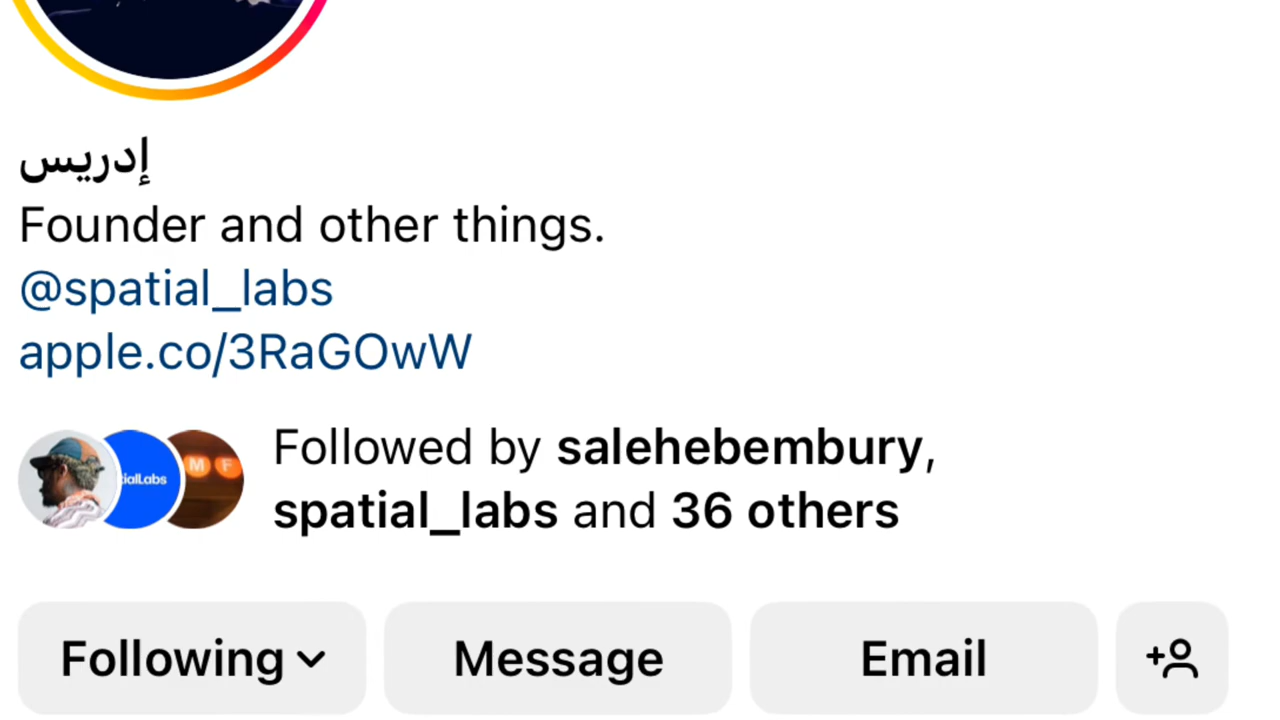 إدريس
Founder and other things.
@spatial_labs
apple.co/3RaGOwW
ialLabs
M F
Followed by salehebembury,
spatial_labs and 36 others
Following
Message
Email